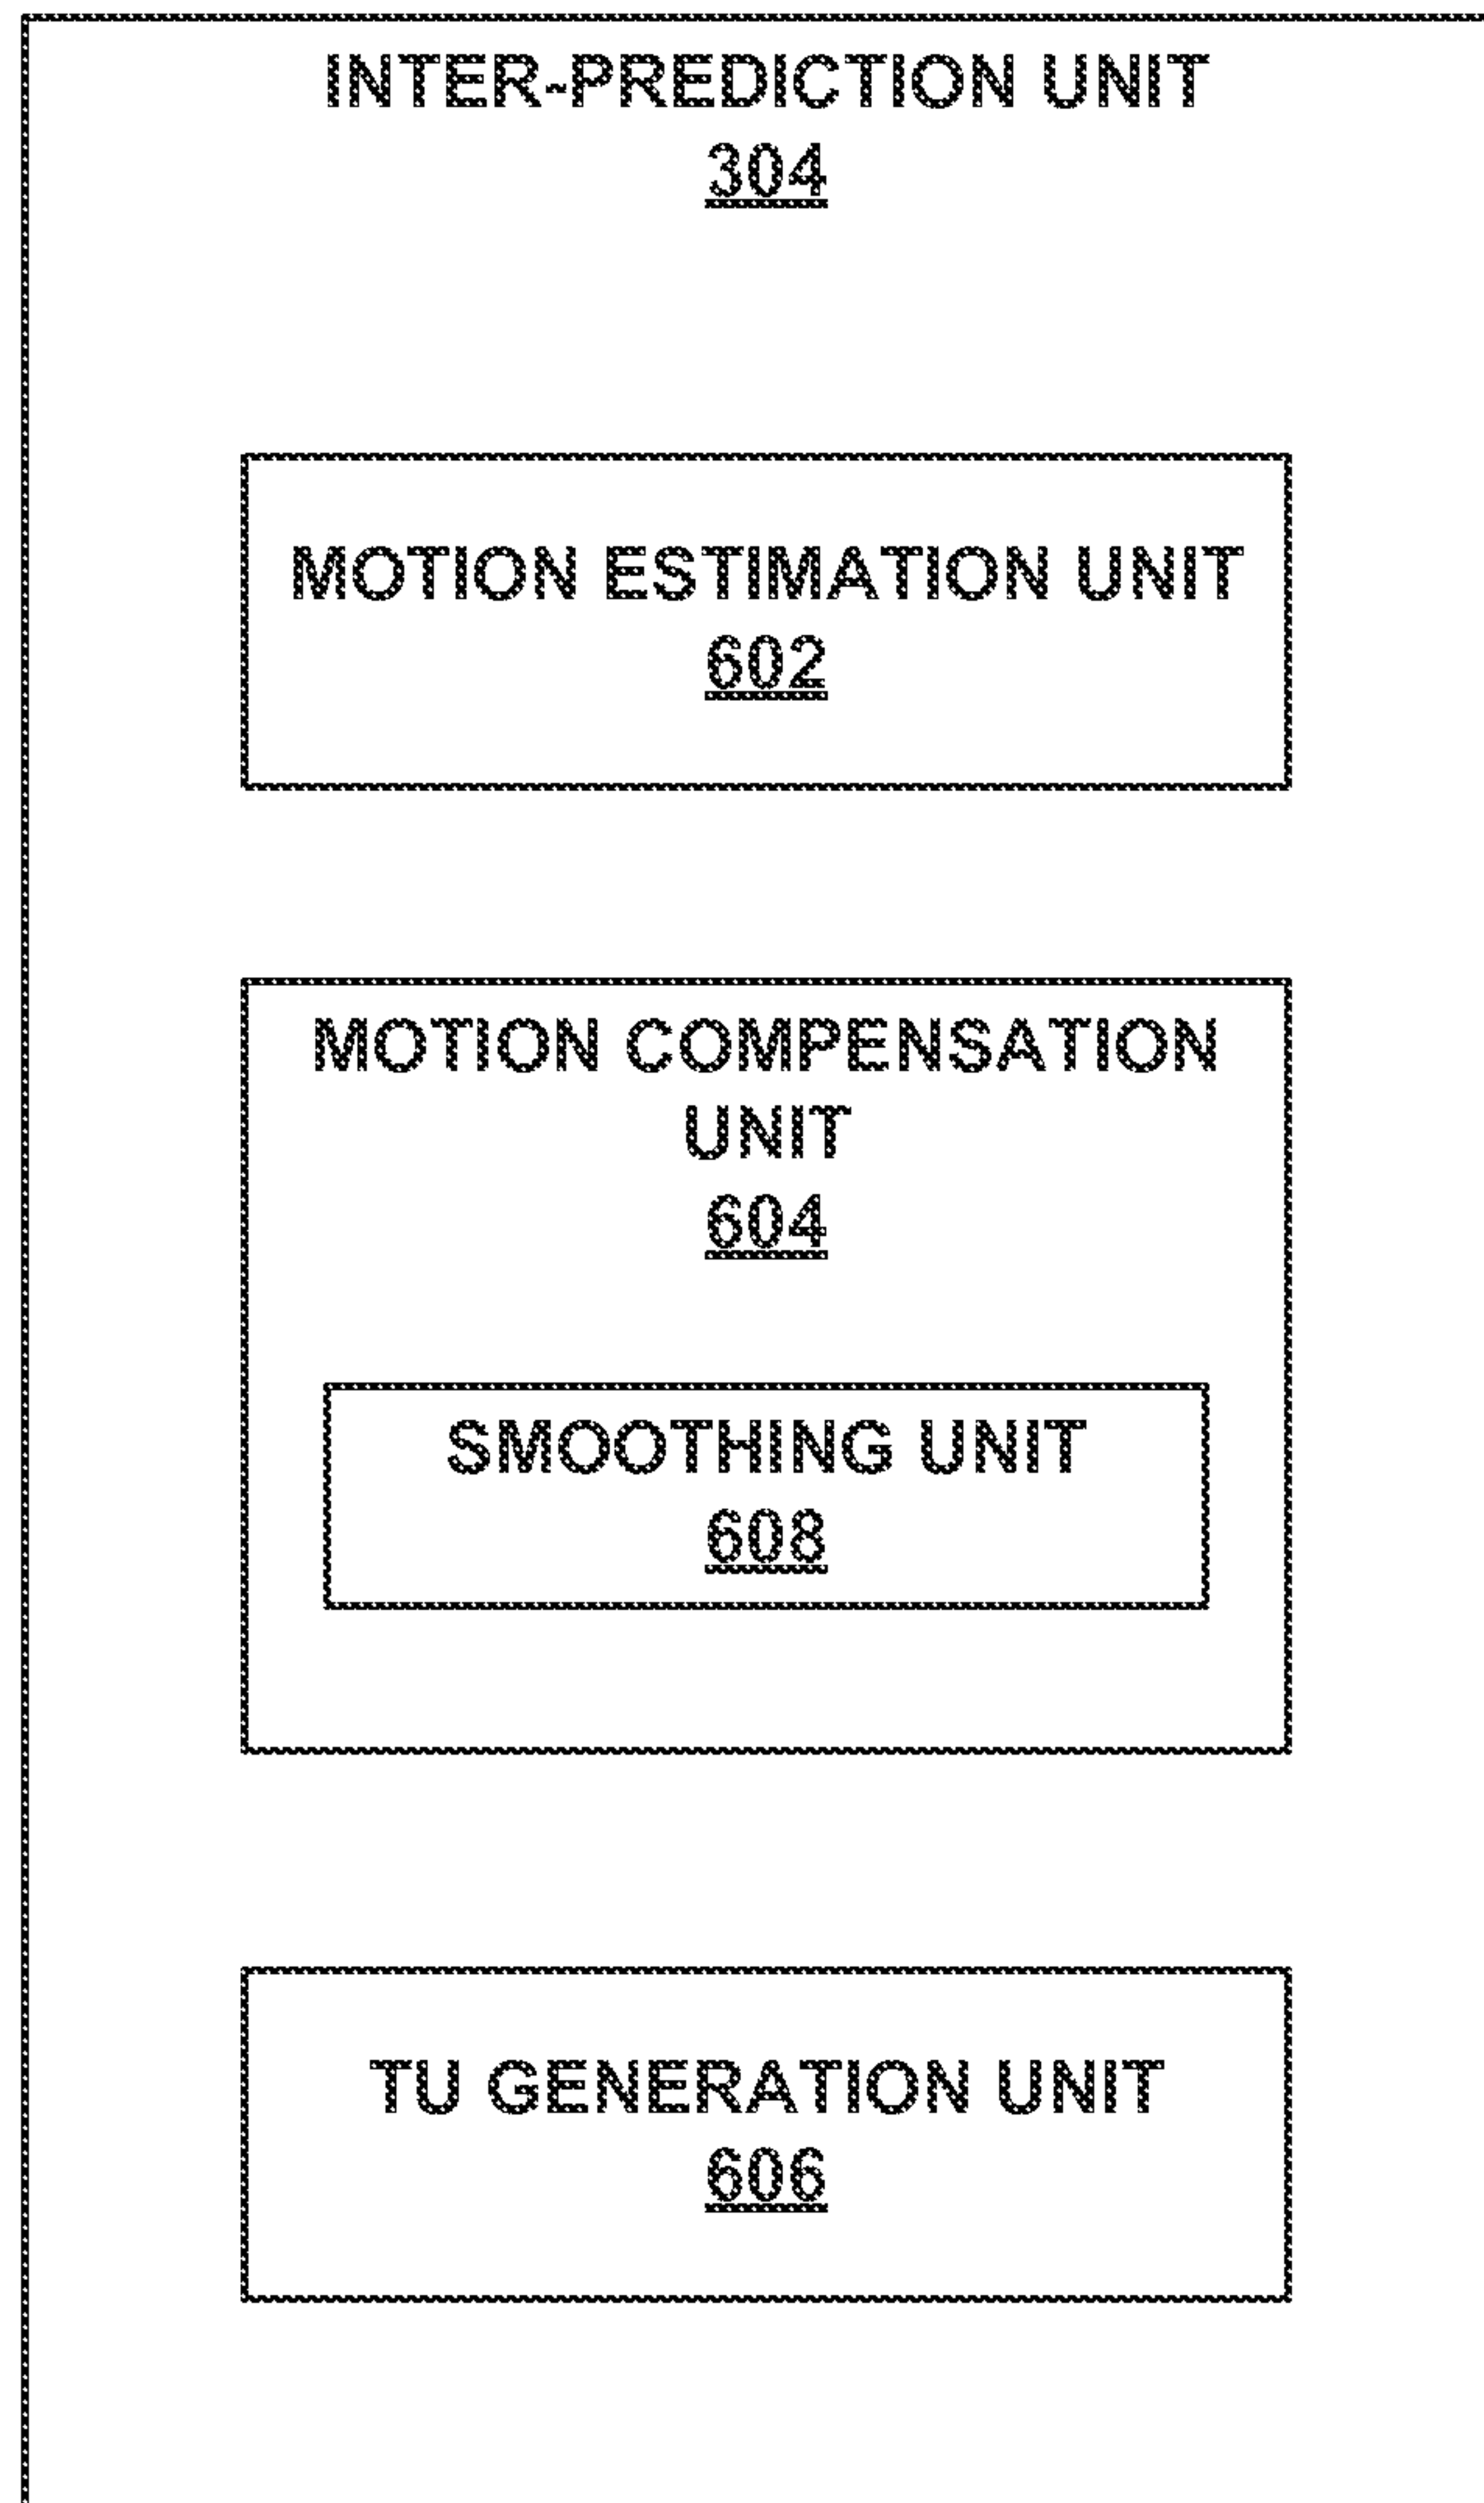 INTER-PREDICTION UNIT
304
MOTION ESTIMATION UNIT
602
MOTION COMPENSATION
UNIT
604
SMOOTHING UNIT
608
TU GENERATION UNIT
606